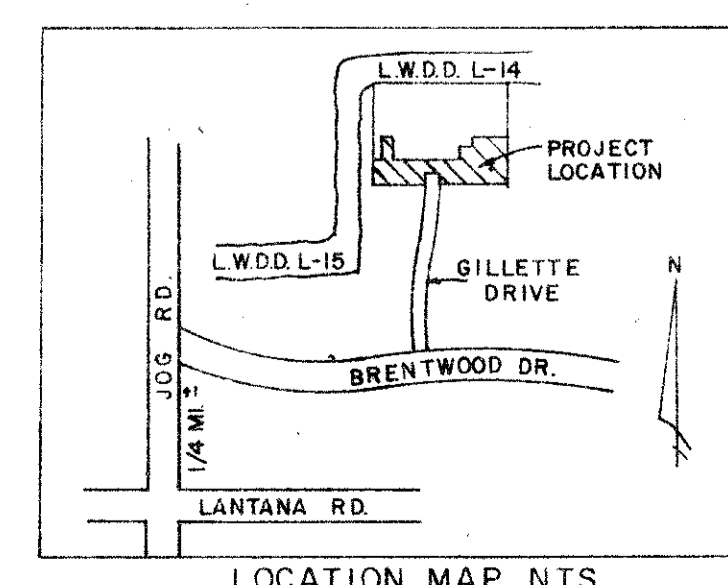 L.W.D.D. L-14
PROJECT
LOCATION
L.W.D.D. L-15
GILLETTE
DRIVE
N
JOG RD.
BRENTWOOD DR.
±
1/4 MI.
LANTANA RD.
LOCATION MAP NTS